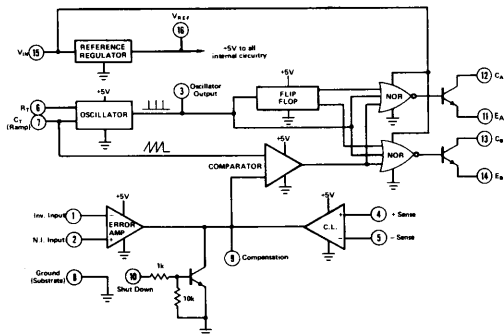 VREF
16
VIN 15
REFERENCE
REGULATOR
+5V to all
internal circuitry
+5V
3 Oscillator
Output
+5V
FLIP
FLOP
NOR
12 CA
11 EA
RT 6
CT 7
(Ramp)
OSCILLATOR
13 CB
NOR
14 EB
+5V
COMPARATOR
+5V
+5V
Inv. Input 1
ERROR
AMP
N.I. Input 2
C.L.
4 + Sense
5 - Sense
9 Compensation
Ground 8
(Substrate)
1k
10
Shut Down
10k